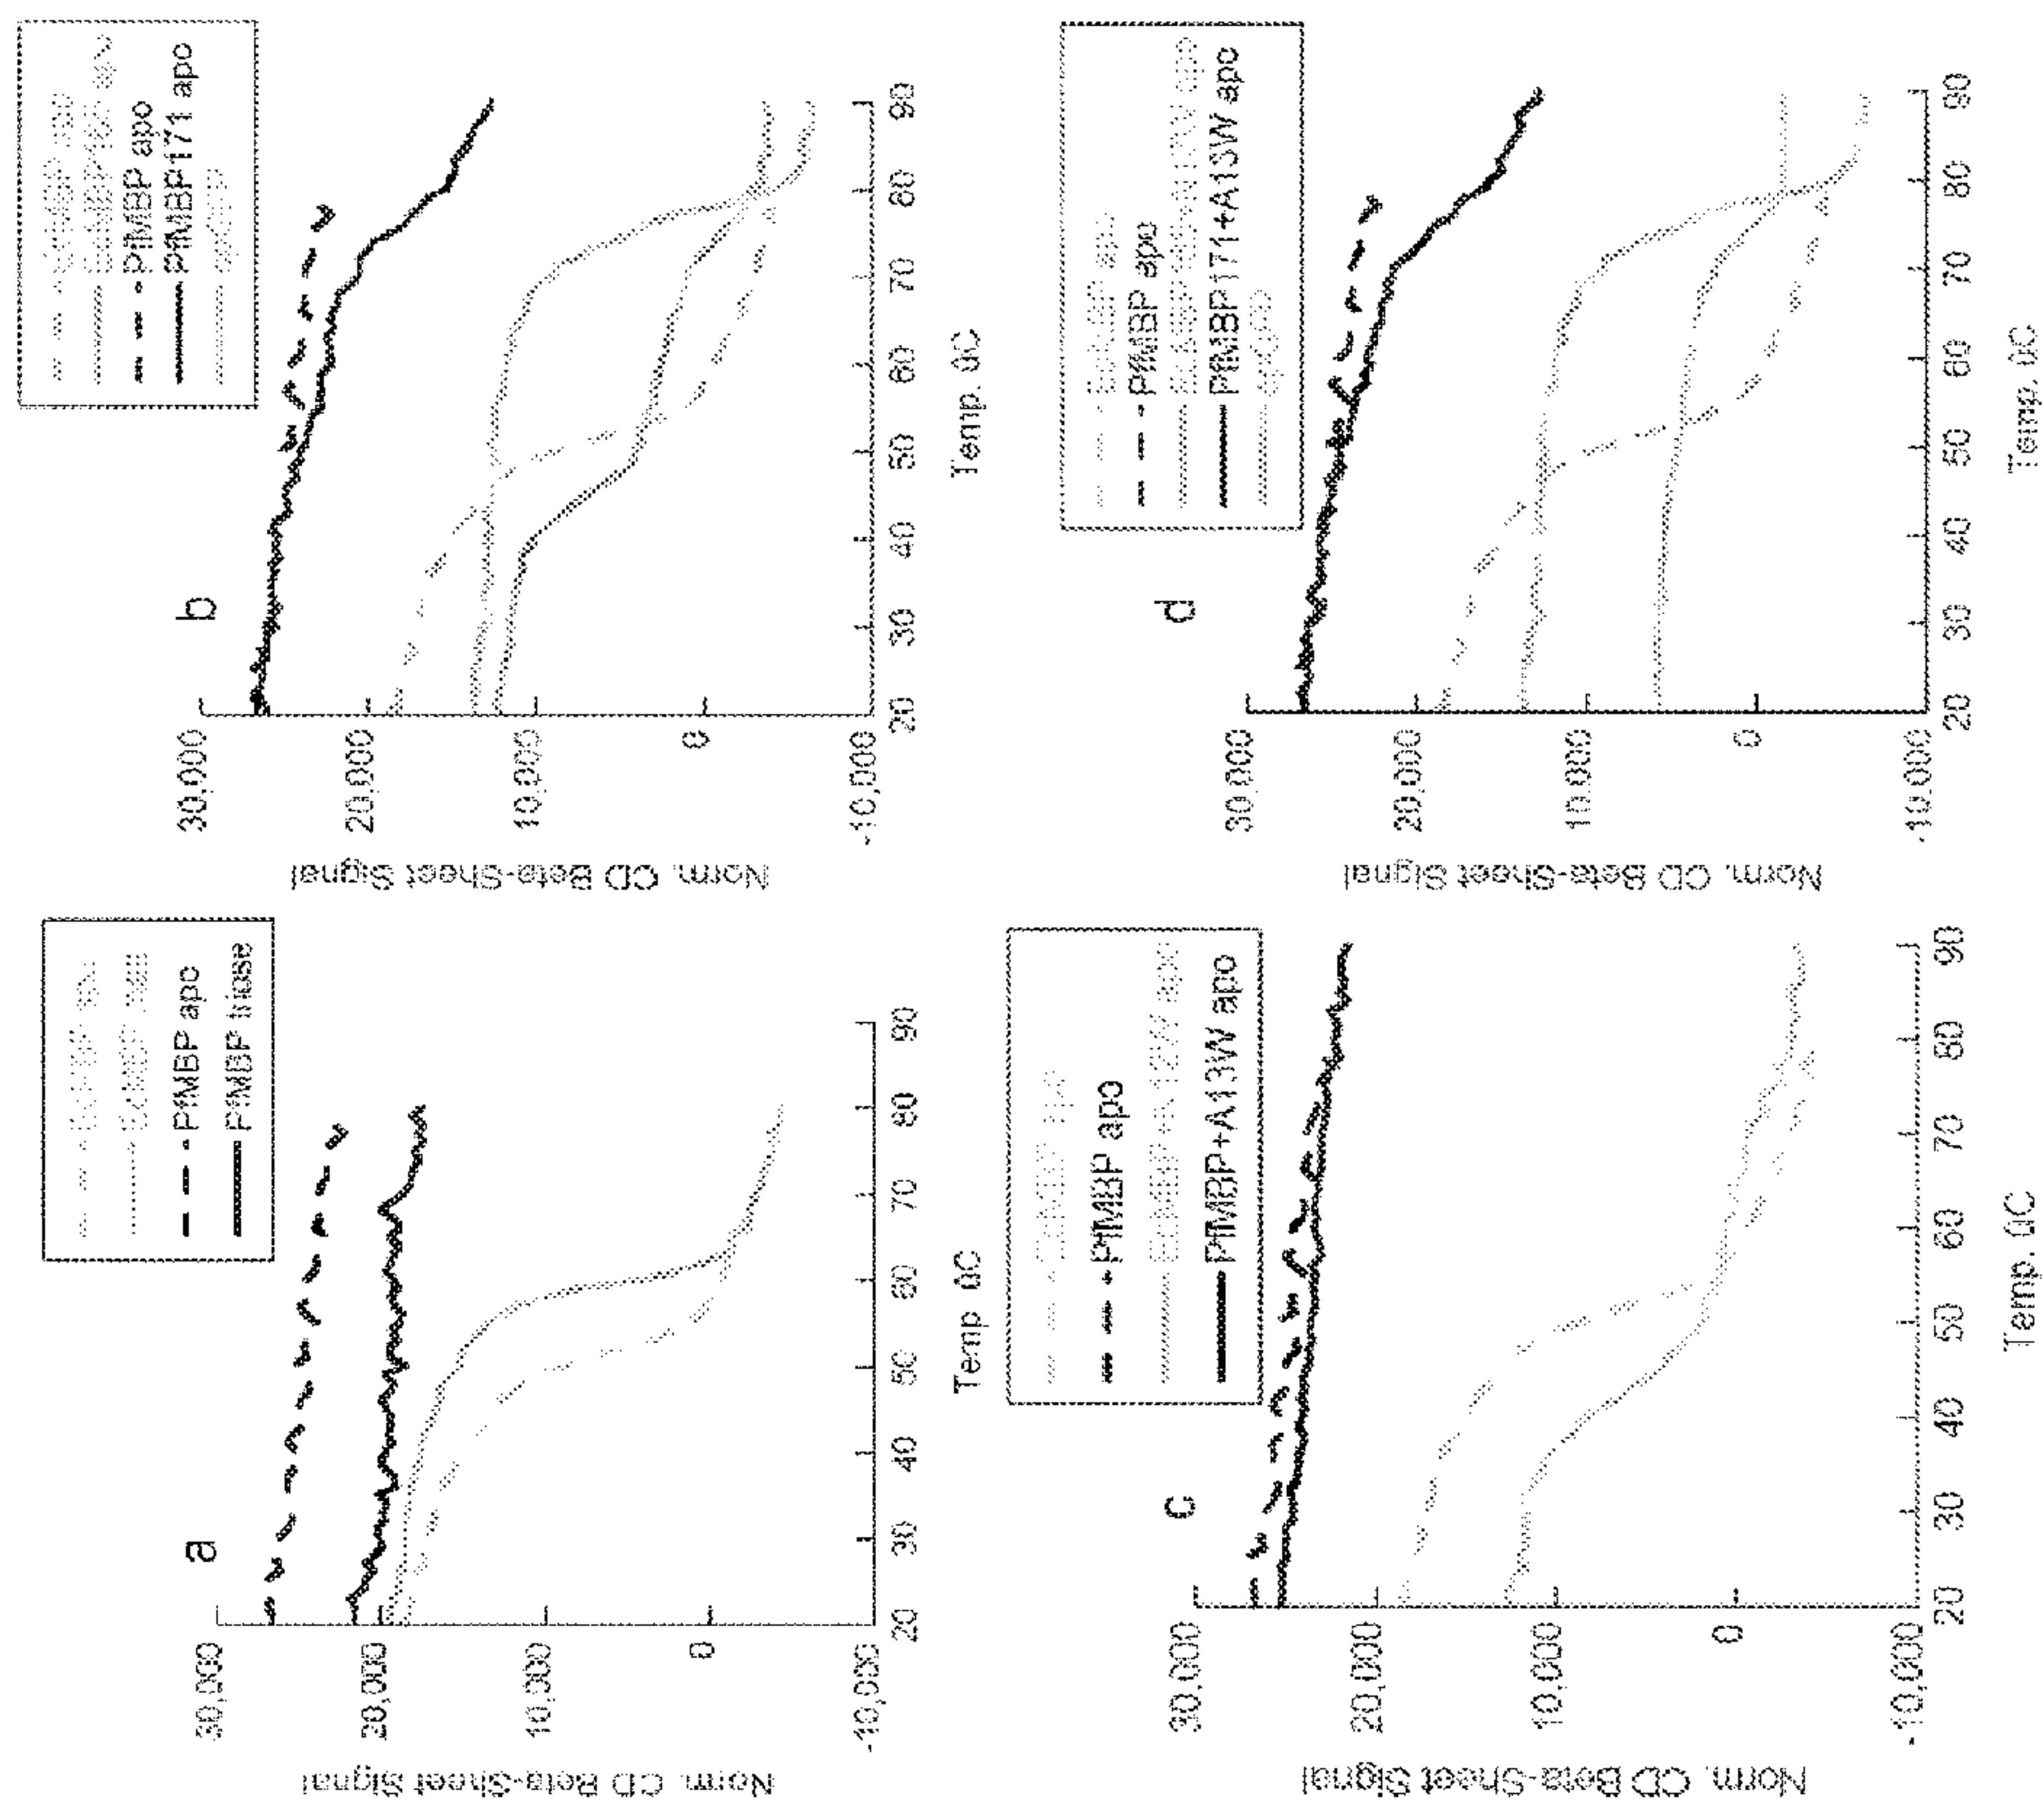 a
PfMBP apo
PfMBP triose
Norm. CD Beta-Sheet Signal
30,000
20,000
10,000
0
-10,000
20 30 40 50 60 70 80 90
Temp 0C
b
PfMBP apo
PfMBP171 apo
Norm. CD Beta-Sheet Signal
30,000
20,000
10,000
0
-10,000
20 30 40 50 60 70 80 90
Temp. 0C
c
PfMBP apo
PfMBP+A13W apo
Norm. CD Beta-Sheet Signal
30,000
20,000
10,000
0
-10,000
20 30 40 50 60 70 80 90
Temp. 0C
d
EcMBP apo
PfMBP apo
PfMBP171+A13W apo
Norm. CD Beta-Sheet Signal
30,000
20,000
10,000
0
-10,000
20 30 40 50 60 70 80 90
Temp. 0C